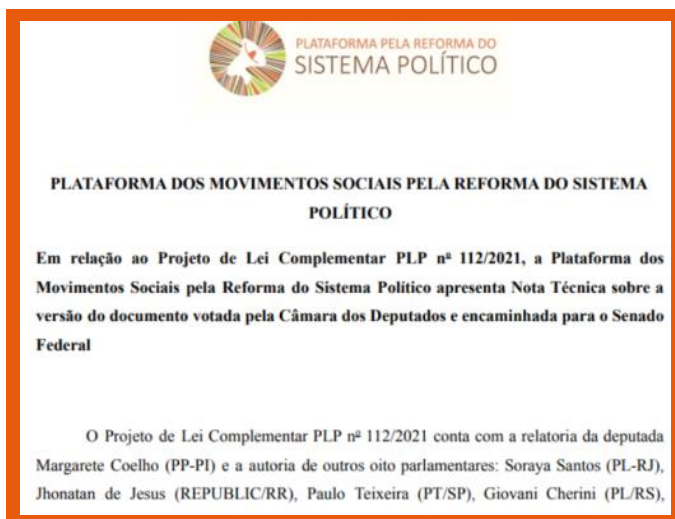 PLATAFORMA PELA REFORMA DO
SISTEMA POLÍTICO
PLATAFORMA DOS MOVIMENTOS SOCIAIS PELA REFORMA DO SISTEMA
POLÍTICO
Em relação ao Projeto de Lei Complementar PLP nº 112/2021, a Plataforma dos
Movimentos Sociais pela Reforma do Sistema Político apresenta Nota Técnica sobre a
versão do documento votada pela Câmara dos Deputados e encaminhada para o Senado
Federal
O Projeto de Lei Complementar PLP nº 112/2021 conta com a relatoria da deputada
Margarete Coelho (PP-PI) e a autoria de outros oito parlamentares: Soraya Santos (PL-RJ),
Jhonatan de Jesus (REPUBLIC/RR), Paulo Teixeira (PT/SP), Giovani Cherini (PL/RS),